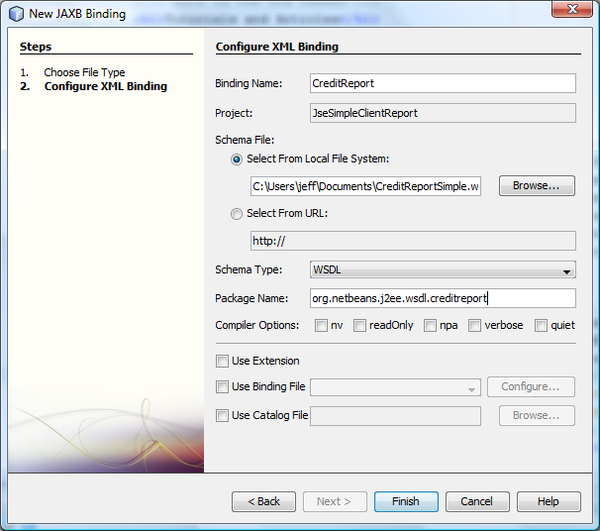 New JAXB Binding
Tutorials and
Steps
1. Choose File Type
2. Configure XML Binding
Configure XML Binding
Binding Name: CreditReport
Project: JseSimpleClientReport
Schema File:
Select From Local File System:
C:\Users\jeff\Documents\CreditReportSimple.w Browse...
Select From URL:
http://
Schema Type: WSDL
Package Name: org.netbeans.j2ee.wsdl.creditreport
Compiler Options: nv readOnly npa verbose quiet
Use Extension
Use Binding File Configure...
Use Catalog File Browse...
< Back Next > Finish Cancel Help